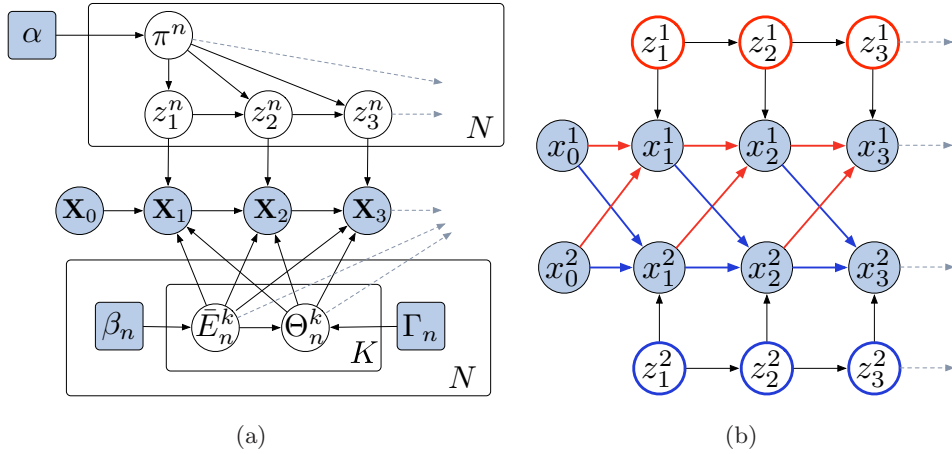 α π^n z_1^n z_2^n z_3^n N
X_0 X_1 X_2 X_3
β_n Ē_n^k Θ_n^k Γ_n K N
(a)
z_1^1 z_2^1 z_3^1
x_0^1 x_1^1 x_2^1 x_3^1
x_0^2 x_1^2 x_2^2 x_3^2
z_1^2 z_2^2 z_3^2
(b)